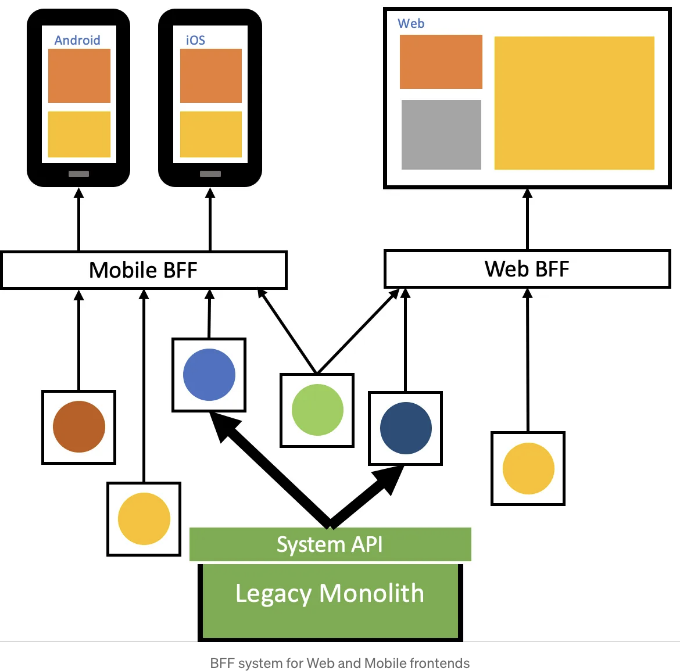 Android
iOS
Web
Mobile BFF
Web BFF
System API
Legacy Monolith
BFF system for Web and Mobile frontends